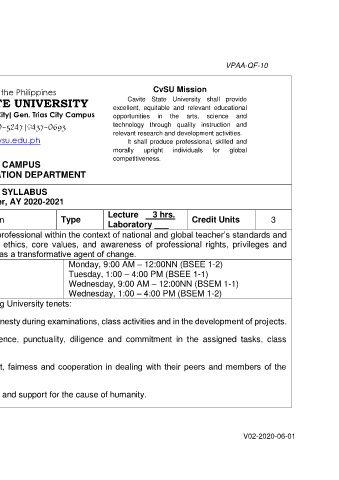 VPAA-QF-10
the Philippines
TE UNIVERSITY
City| Gen. Trias City Campus
-5247 |0437-0693
vsu.edu.ph
CAMPUS
ATION DEPARTMENT
CvSU Mission
Cavite State University shall provide
excellent, equitable and relevant educational
opportunities in the arts, science and
technology through quality instruction and
relevant research and development activities.
It shall produce professional, skilled and
morally upright individuals for global
competitiveness.
SYLLABUS
er, AY 2020-2021
n Type Lecture 3 hrs. Credit Units 3
Laboratory ___
professional within the context of national and global teacher's standards and
ethics, core values, and awareness of professional rights, privileges and
as a transformative agent of change.
Monday, 9:00 AM – 12:00NN (BSEE 1-2)
Tuesday, 1:00 – 4:00 PM (BSEE 1-1)
Wednesday, 9:00 AM – 12:00NN (BSEM 1-1)
Wednesday, 1:00 – 4:00 PM (BSEM 1-2)
ng University tenets:
nesty during examinations, class activities and in the development of projects.
ence, punctuality, diligence and commitment in the assigned tasks, class
t, fairness and cooperation in dealing with their peers and members of the
and support for the cause of humanity.
V02-2020-06-01